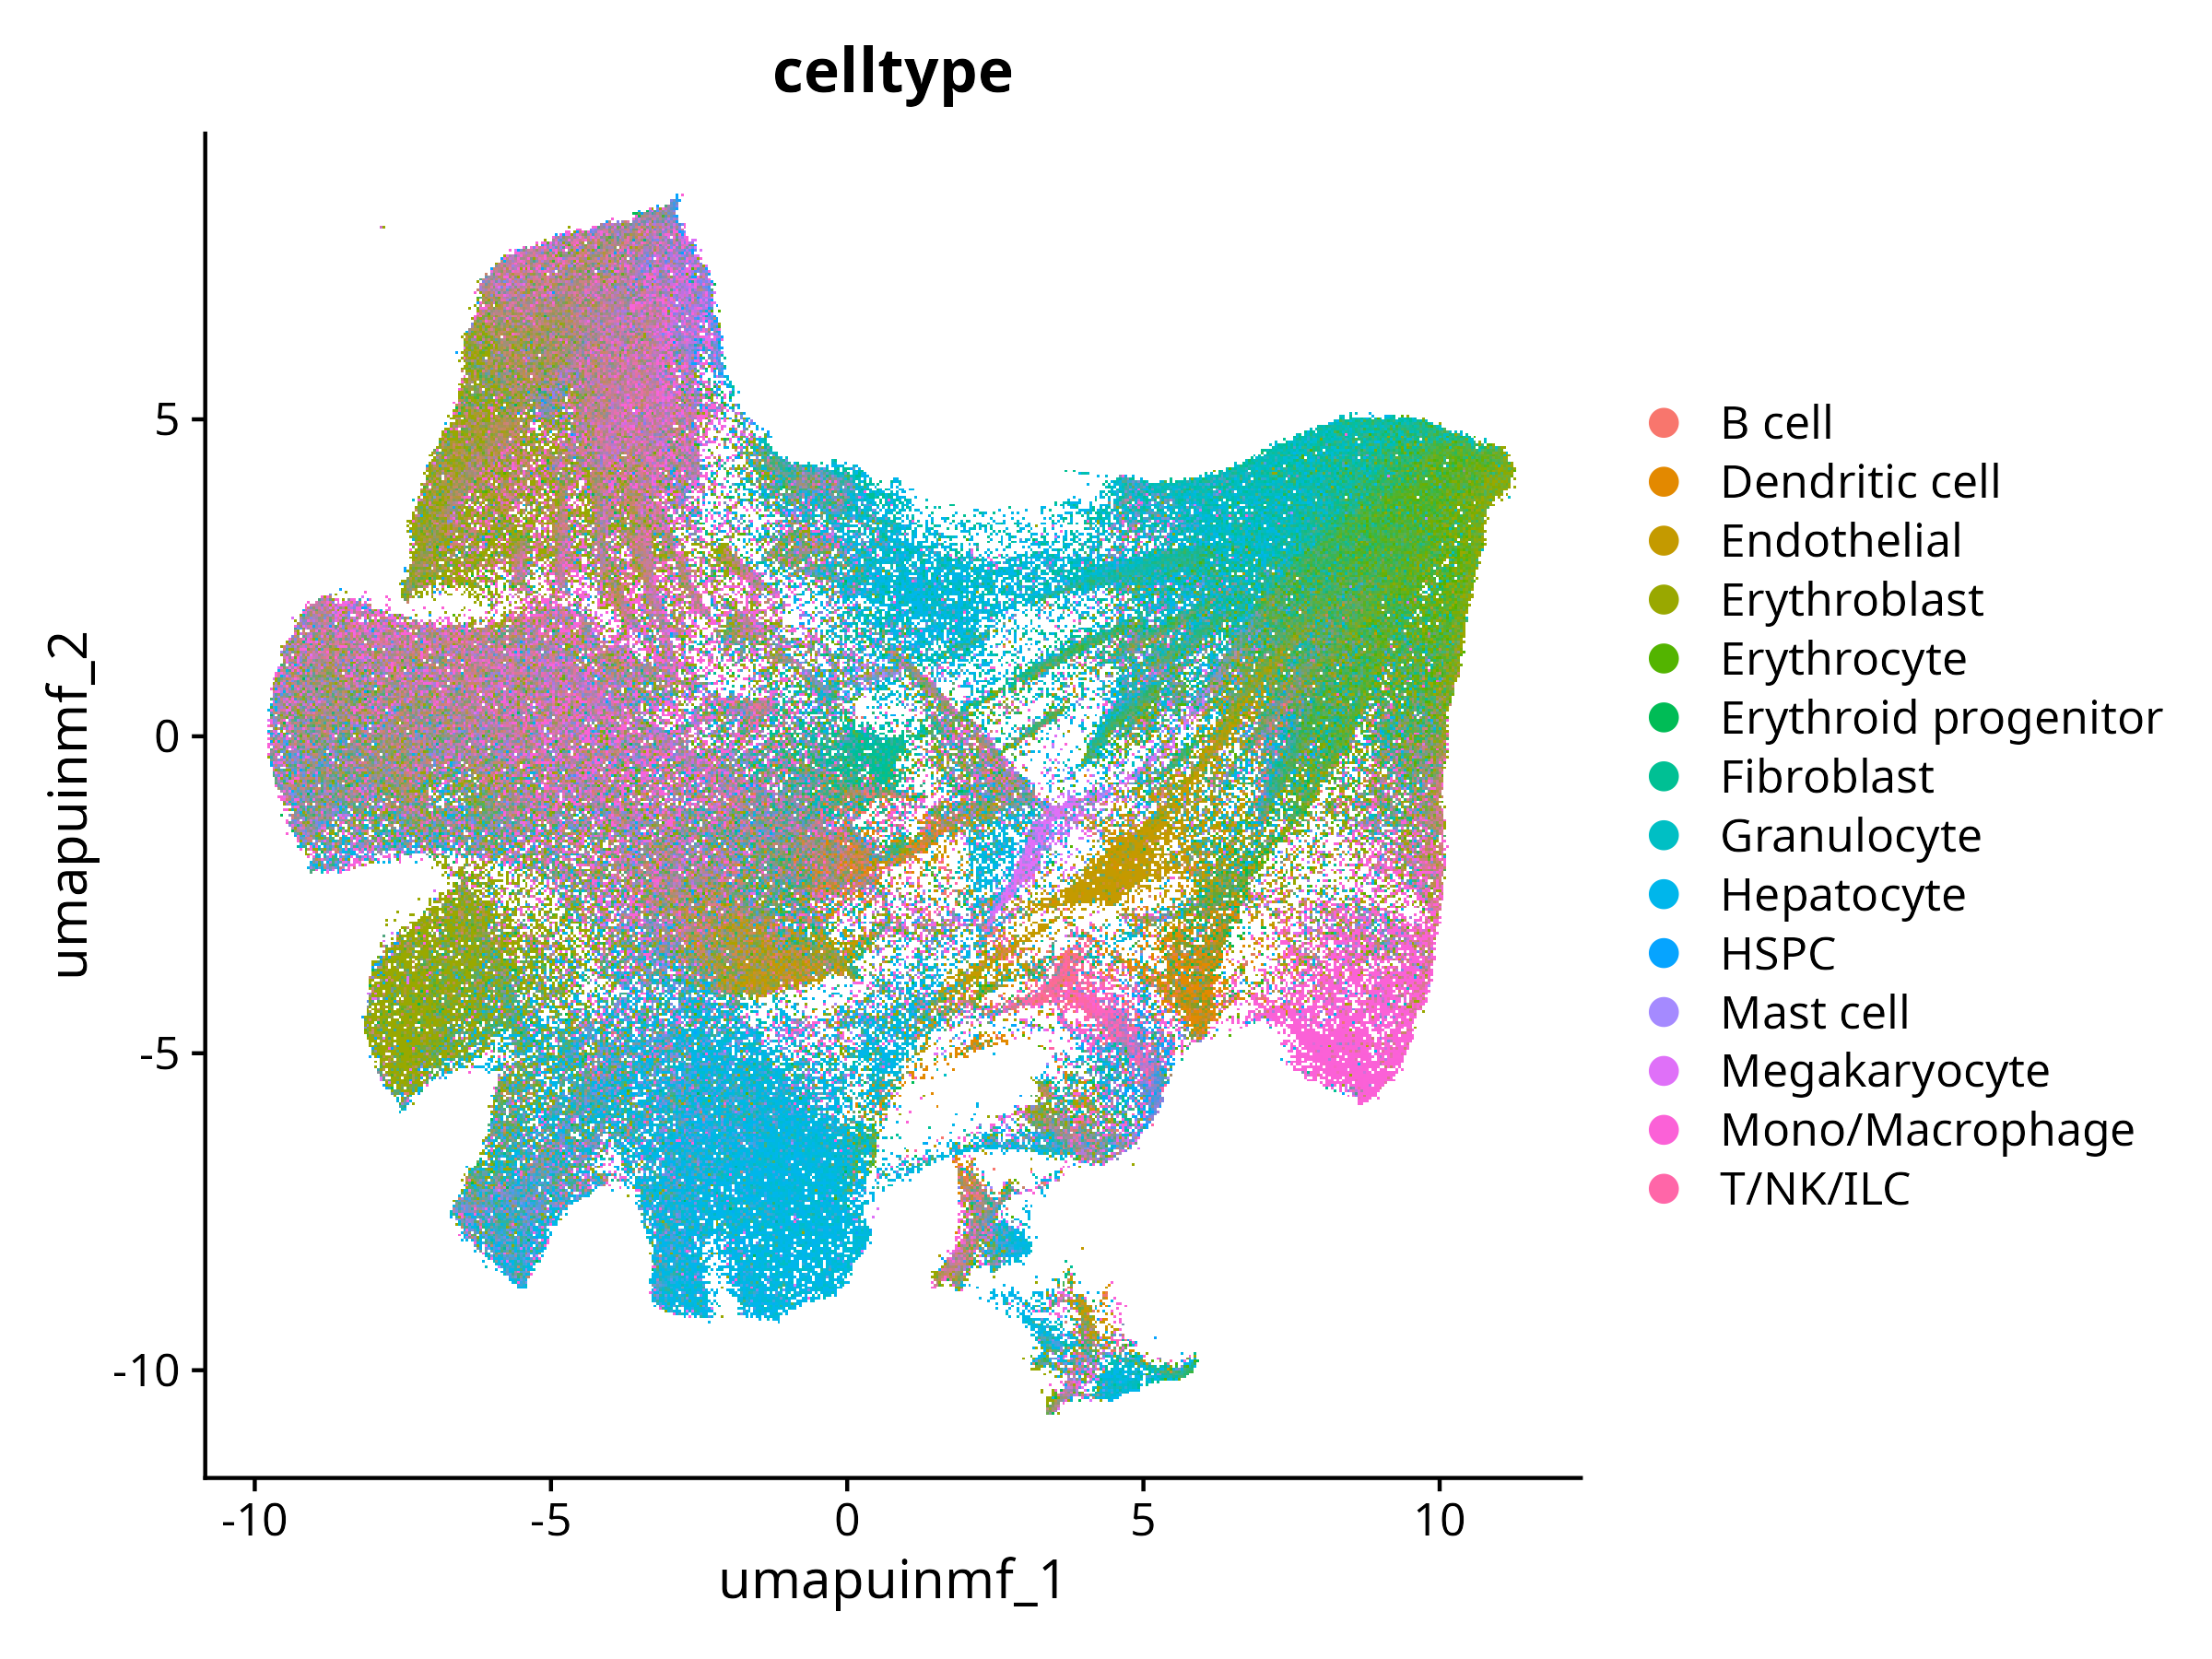 celltype
umapuinmf_2
5
0
-5
-10
-10
-5
0
5
10
umapuinmf_1
B cell
Dendritic cell
Endothelial
Erythroblast
Erythrocyte
Erythroid progenitor
Fibroblast
Granulocyte
Hepatocyte
HSPC
Mast cell
Megakaryocyte
Mono/Macrophage
T/NK/ILC